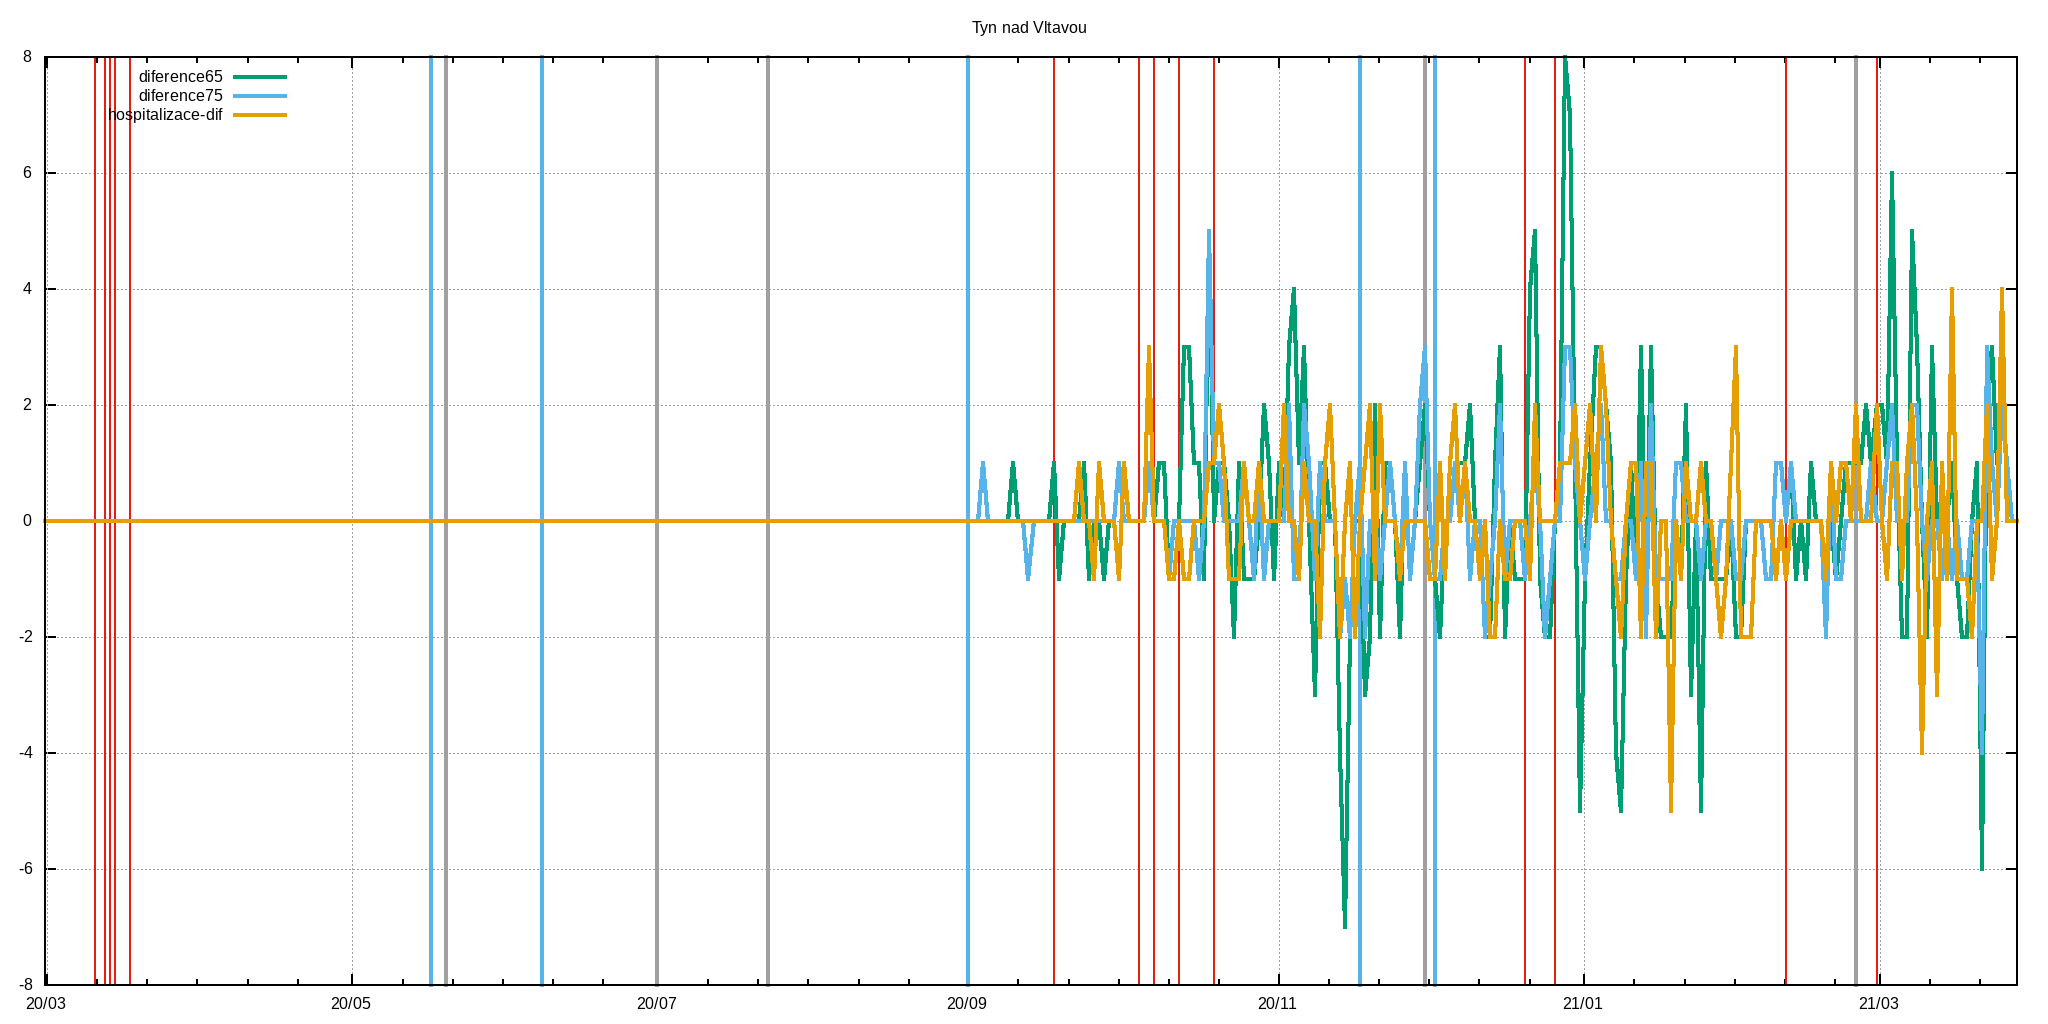 Tyn nad Vltavou
diference65
diference75
hospitalizace-dif
8
6
4
2
0
-2
-4
-6
-8
20/03 20/05 20/07 20/09 20/11 21/01 21/03